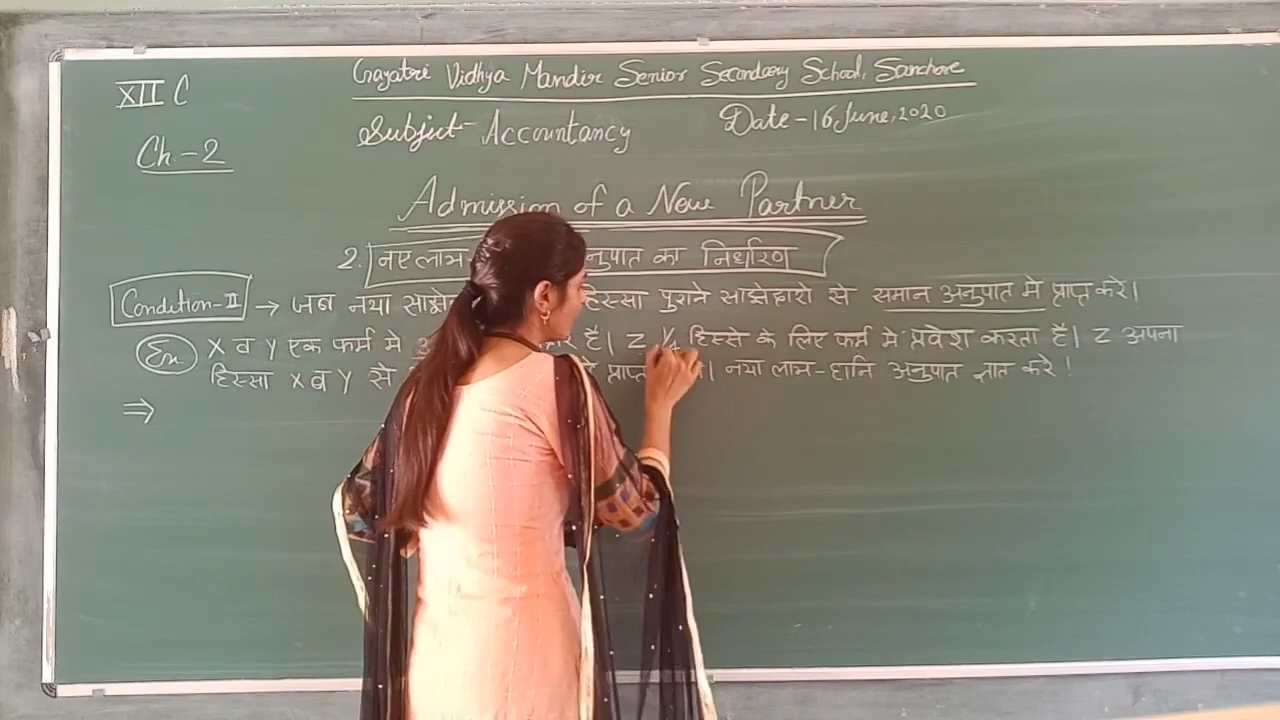 Gayatri Vidhya Mandir Senior Secondary School, Sanchore
XII C
Subject- Accountancy
Date-16 June, 2020
Ch.-2
Admission of a New Partner
2. नए लाभ- अनुपात का निर्धारण
Condition-II → जब नया हिस्सा पुराने साझेदारो से समान अनुपात मे प्राप्त करे।
Ex. X व Y एक फर्म मे है। Z 1/4 हिस्से के लिए फर्म मे प्रवेश करता है। Z अपना
हिस्सा X व Y से प्राप्त । नया लाभ-हानि अनुपात ज्ञात करे !
⇒